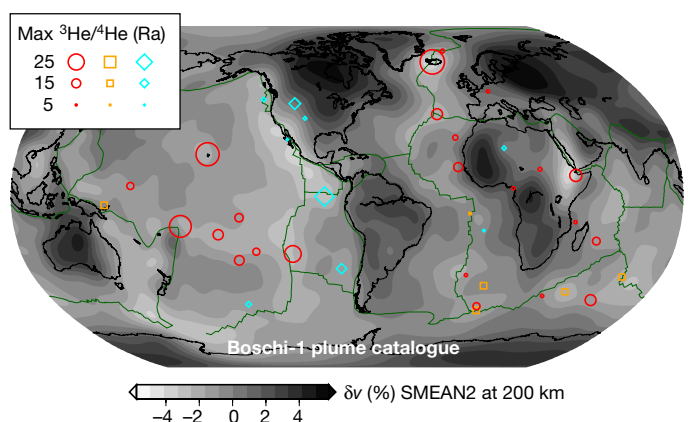 Max ³He/⁴He (Ra)
25
15
5
Boschi-1 plume catalogue
−4 −2 0 2 4
δv (%) SMEAN2 at 200 km